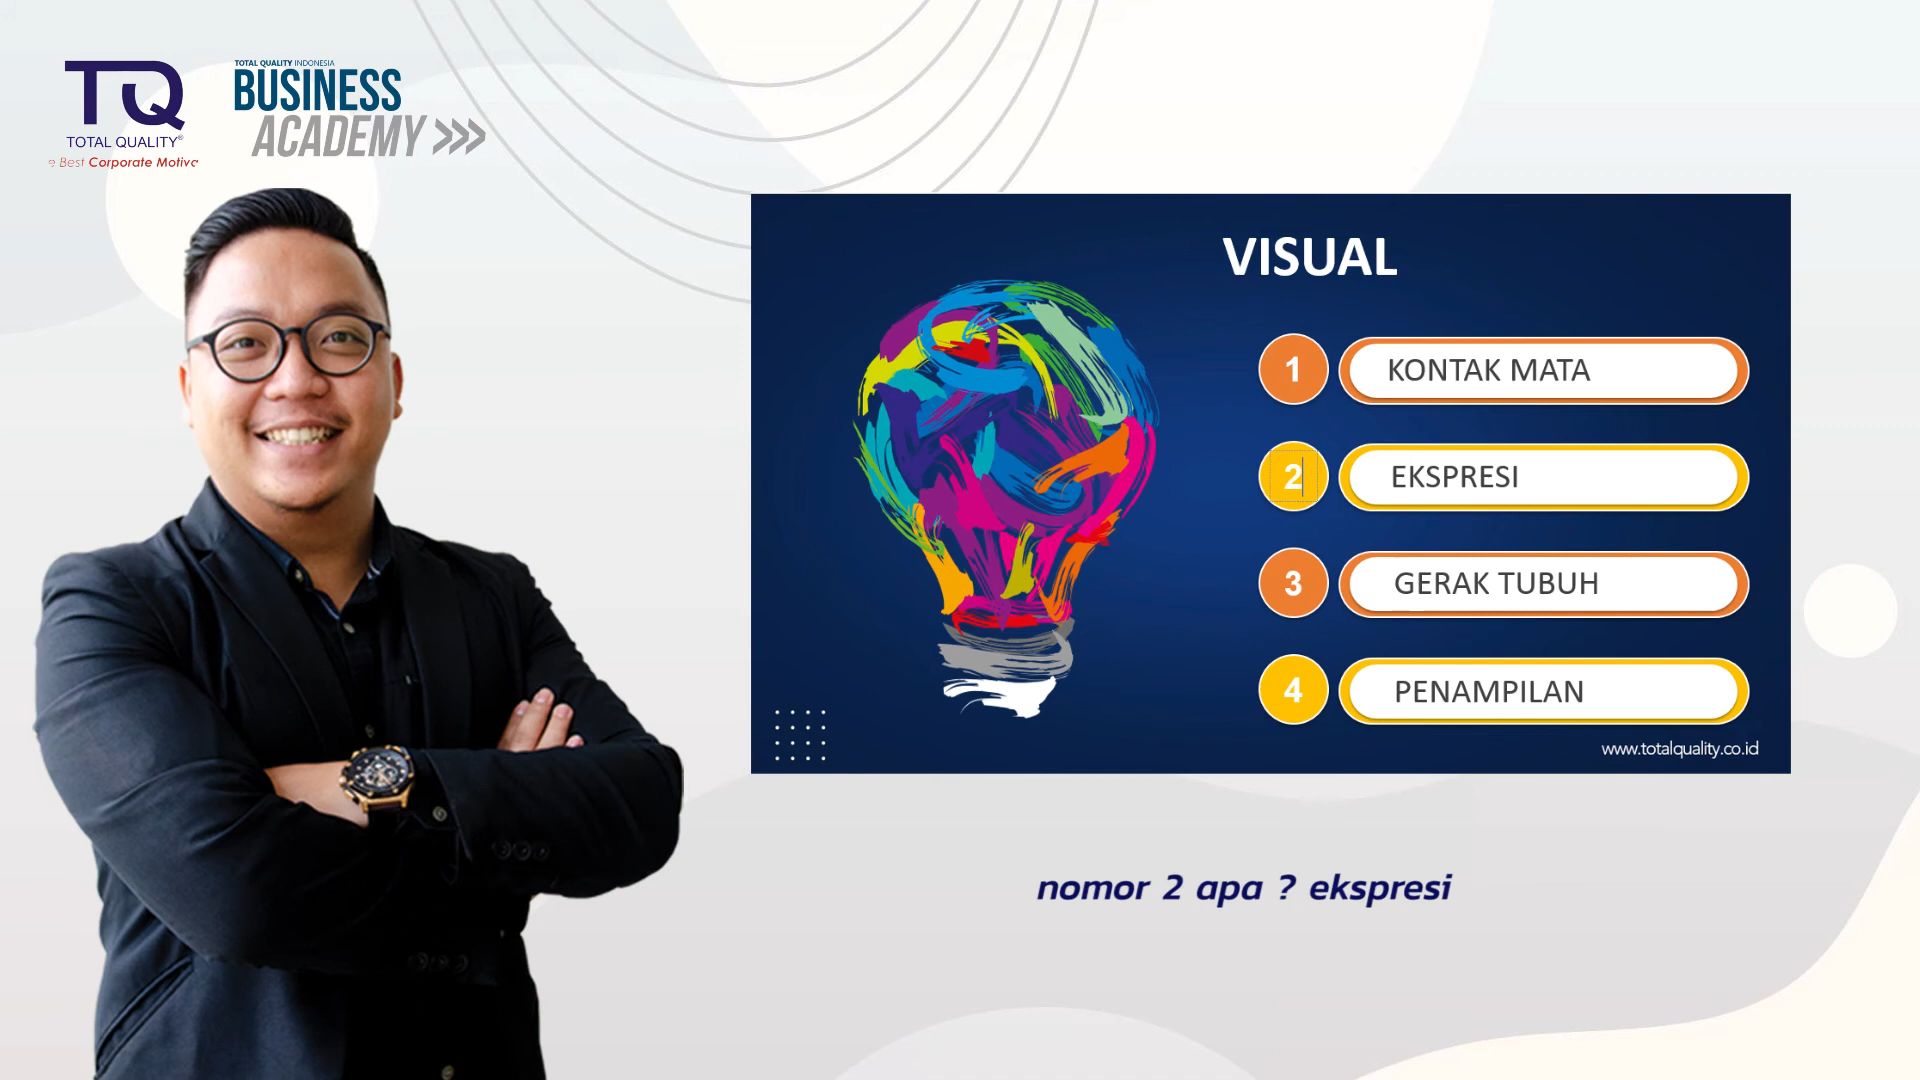 TQ
TOTAL QUALITY®
e Best Corporate Motiva
TOTAL QUALITY INDONESIA
BUSINESS
ACADEMY >>>
VISUAL
1 KONTAK MATA
2 EKSPRESI
3 GERAK TUBUH
4 PENAMPILAN
www.totalquality.co.id
nomor 2 apa ? ekspresi